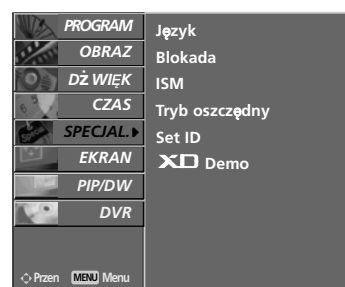 PROGRAM
OBRAZ
DŻ WIĘK
CZAS
SPECJAL.
EKRAN
PIP/DW
DVR
Przen MENU Menu
Język
Blokada
ISM
Tryb oszczędny
Set ID
XD Demo